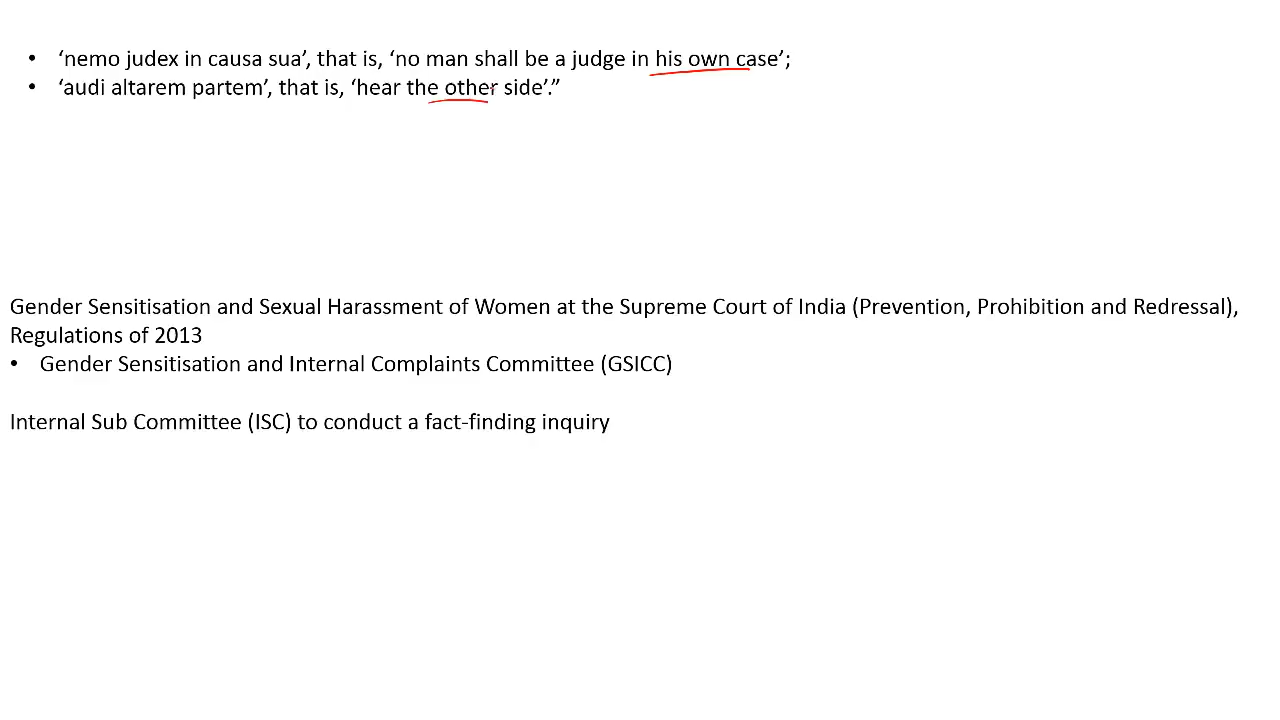 • ‘nemo judex in causa sua’, that is, ‘no man shall be a judge in his own case’;
• ‘audi altarem partem’, that is, ‘hear the other side’.”
Gender Sensitisation and Sexual Harassment of Women at the Supreme Court of India (Prevention, Prohibition and Redressal),
Regulations of 2013
• Gender Sensitisation and Internal Complaints Committee (GSICC)
Internal Sub Committee (ISC) to conduct a fact-finding inquiry